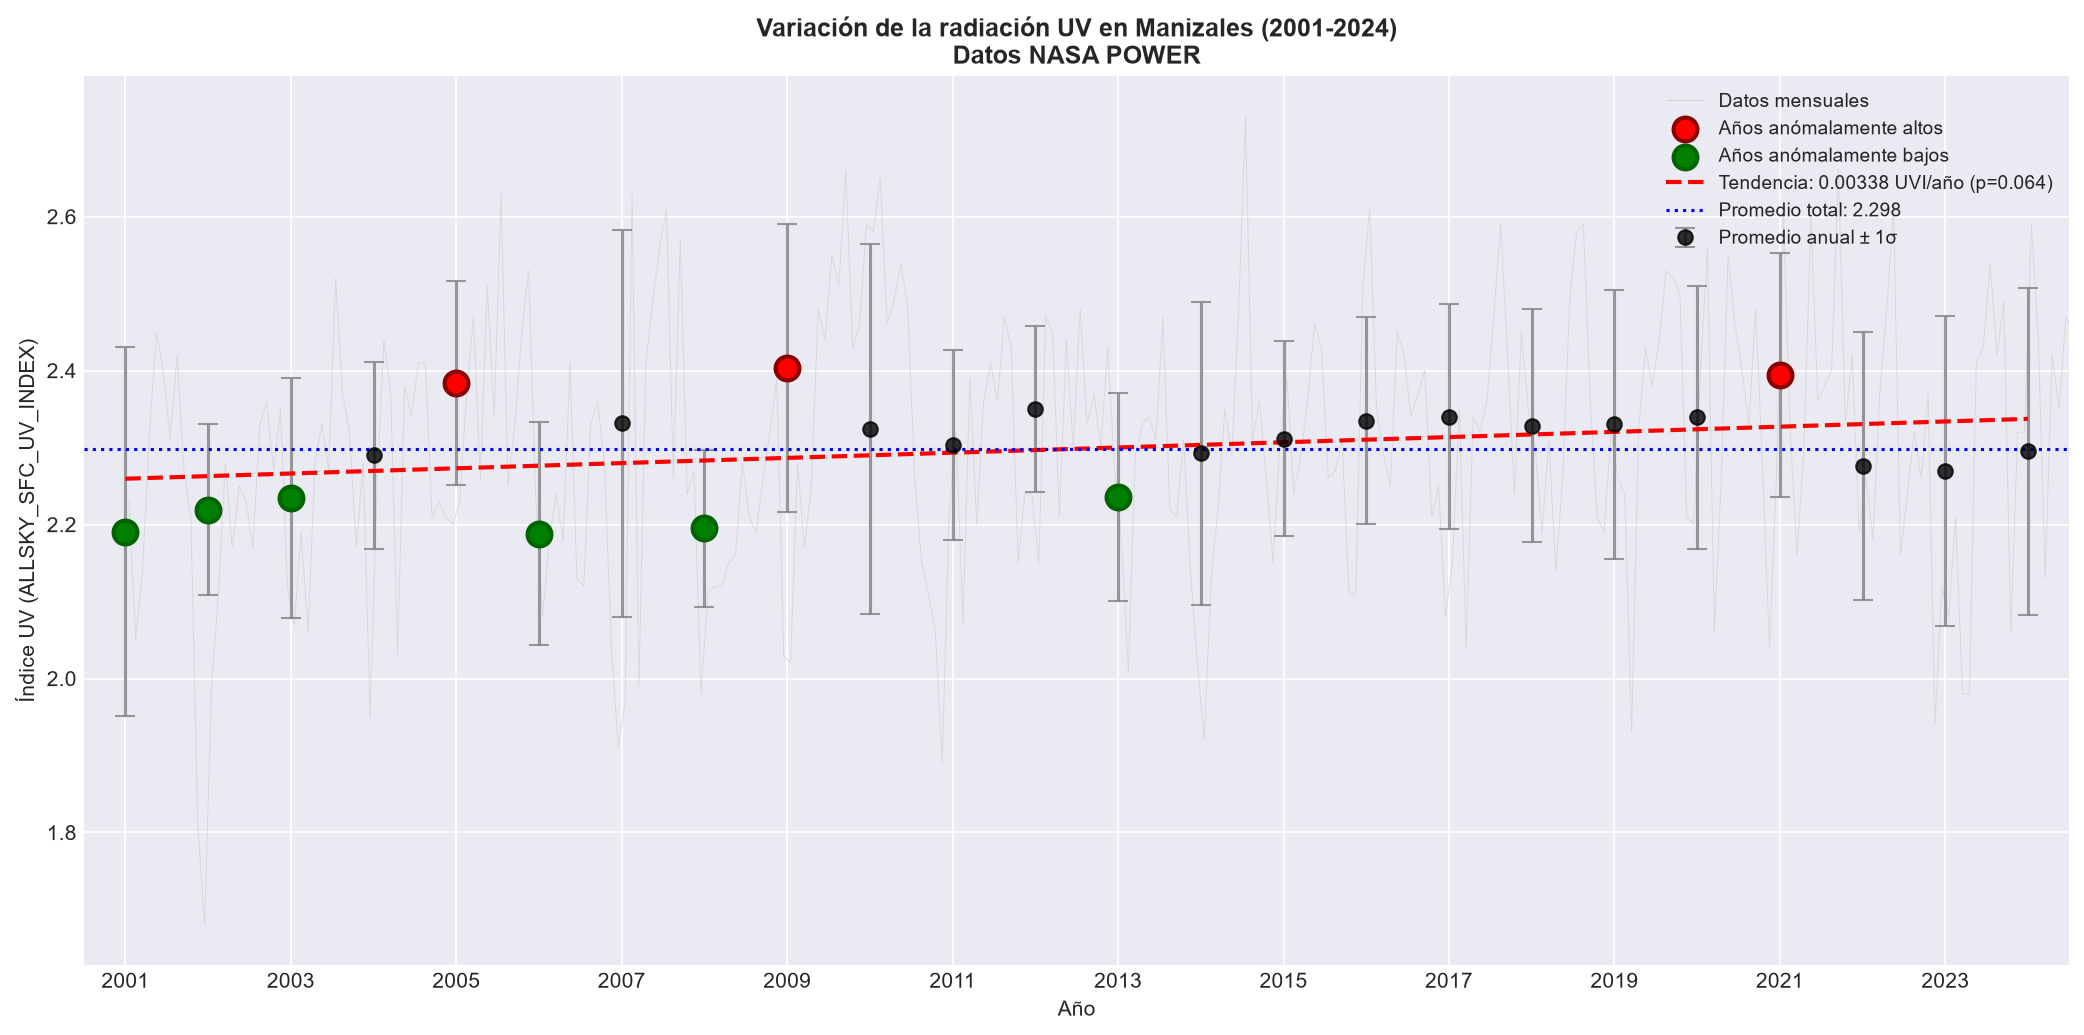 Variación de la radiación UV en Manizales (2001-2024)
Datos NASA POWER
Datos mensuales
Años anómalamente altos
Años anómalamente bajos
Tendencia: 0.00338 UVI/año (p=0.064)
Promedio total: 2.298
Promedio anual ± 1σ
Índice UV (ALLSKY_SFC_UV_INDEX)
2.6
2.4
2.2
2.0
1.8
2001 2003 2005 2007 2009 2011 2013 2015 2017 2019 2021 2023
Año